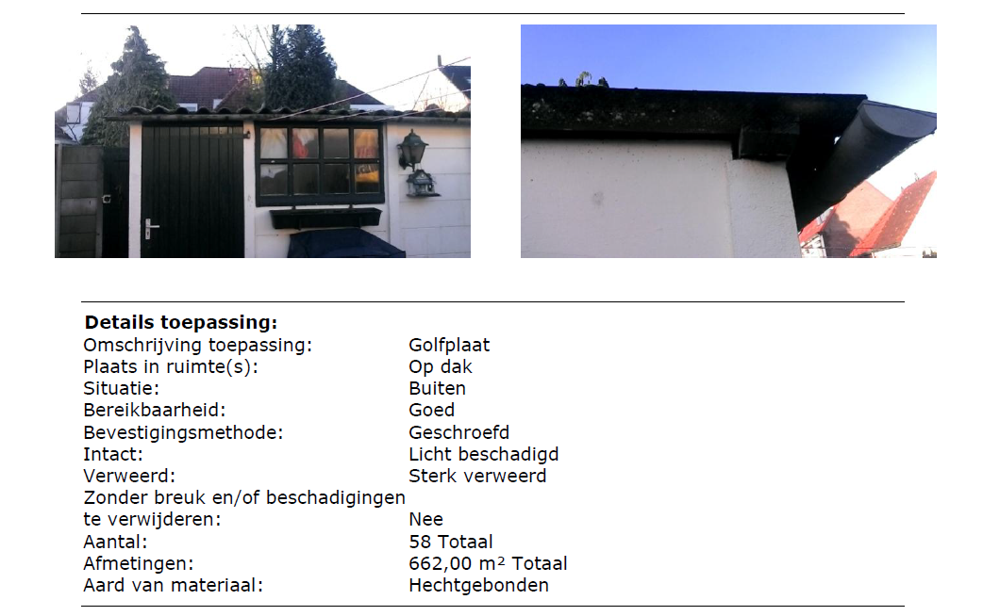 Details toepassing:
Omschrijving toepassing: Golfplaat
Plaats in ruimte(s): Op dak
Situatie: Buiten
Bereikbaarheid: Goed
Bevestigingsmethode: Geschroefd
Intact: Licht beschadigd
Verweerd: Sterk verweerd
Zonder breuk en/of beschadigingen
te verwijderen: Nee
Aantal: 58 Totaal
Afmetingen: 662,00 m² Totaal
Aard van materiaal: Hechtgebonden